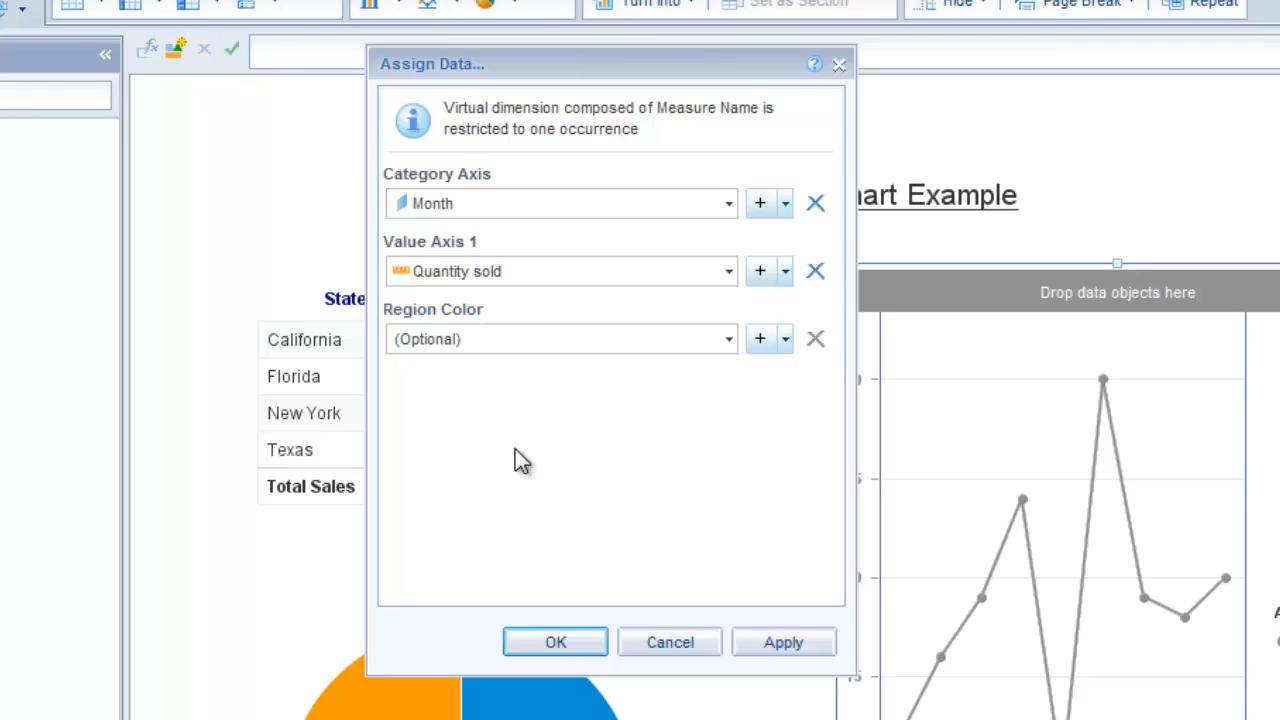 Turn Into
Set as Section
Hide
Page Break
Repeat
Assign Data...
Virtual dimension composed of Measure Name is
restricted to one occurrence
Category Axis
Month
Value Axis 1
Quantity sold
Region Color
(Optional)
OK
Cancel
Apply
art Example
State
California
Florida
New York
Texas
Total Sales
Drop data objects here